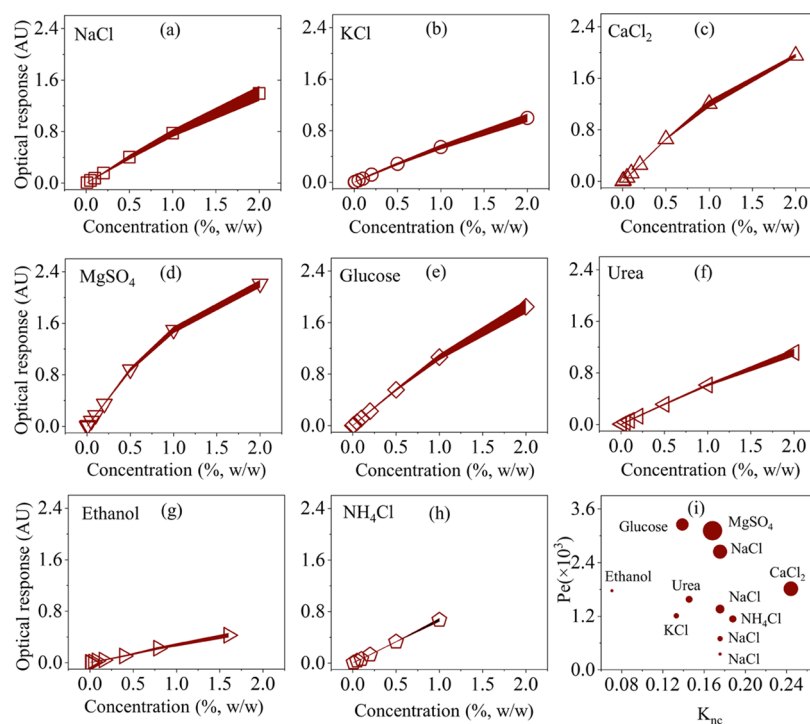 NaCl
(a)
Optical response (AU)
2.4
1.6
0.8
0.0
0.0 0.5 1.0 1.5 2.0
Concentration (%, w/w)
KCl
(b)
2.4
1.6
0.8
0.0
0.0 0.5 1.0 1.5 2.0
Concentration (%, w/w)
CaCl₂
(c)
2.4
1.6
0.8
0.0
0.0 0.5 1.0 1.5 2.0
Concentration (%, w/w)
MgSO₄
(d)
Optical response (AU)
2.4
1.6
0.8
0.0
0.0 0.5 1.0 1.5 2.0
Concentration (%, w/w)
Glucose
(e)
2.4
1.6
0.8
0.0
0.0 0.5 1.0 1.5 2.0
Concentration (%, w/w)
Urea
(f)
2.4
1.6
0.8
0.0
0.0 0.5 1.0 1.5 2.0
Concentration (%, w/w)
Ethanol
(g)
Optical response (AU)
2.4
1.6
0.8
0.0
0.0 0.5 1.0 1.5 2.0
Concentration (%, w/w)
NH₄Cl
(h)
2.4
1.6
0.8
0.0
0.0 0.5 1.0 1.5 2.0
Concentration (%, w/w)
(i)
Pe(×10³)
3.6
2.4
1.2
0.0
Glucose
MgSO₄
NaCl
CaCl₂
Ethanol
Urea
NaCl
KCl
NH₄Cl
NaCl
NaCl
0.08 0.12 0.16 0.20 0.24
Kₙc